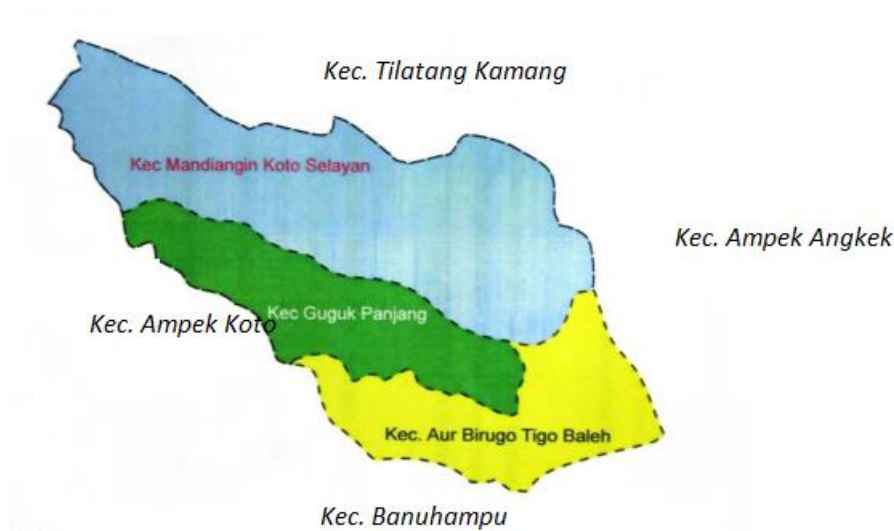 Kec. Tilatang Kamang
Kec Mandiangin Koto Selayan
Kec. Ampek Angkek
Kec Guguk Panjang
Kec. Ampek Koto
Kec. Aur Birugo Tigo Baleh
Kec. Banuhampu